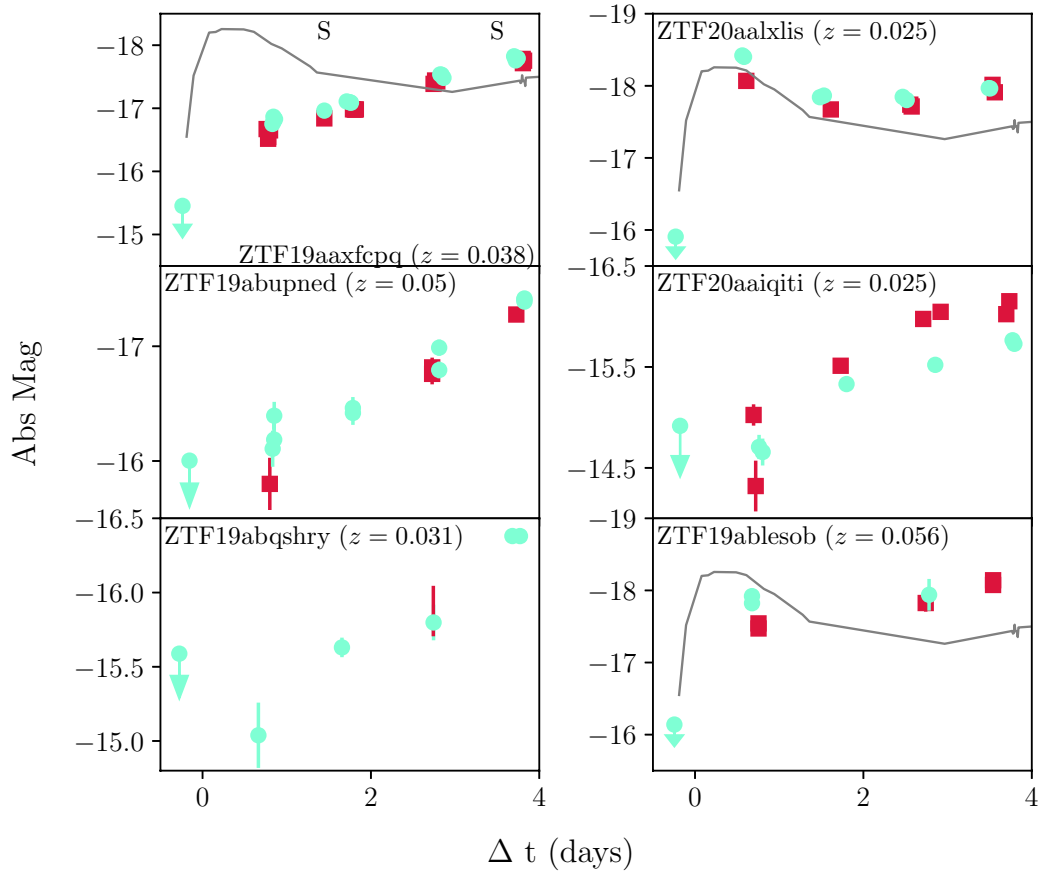 Abs Mag
−18
−17
−16
−15
S
S
ZTF19aaxfcpq (z = 0.038)
−19
−18
−17
−16
ZTF20aalxlis (z = 0.025)
−17
−16
ZTF19abupned (z = 0.05)
−16.5
−15.5
−14.5
ZTF20aaiqiti (z = 0.025)
−16.5
−16.0
−15.5
−15.0
ZTF19abqshry (z = 0.031)
0
2
4
−19
−18
−17
−16
ZTF19ablesob (z = 0.056)
0
2
4
Δ t (days)